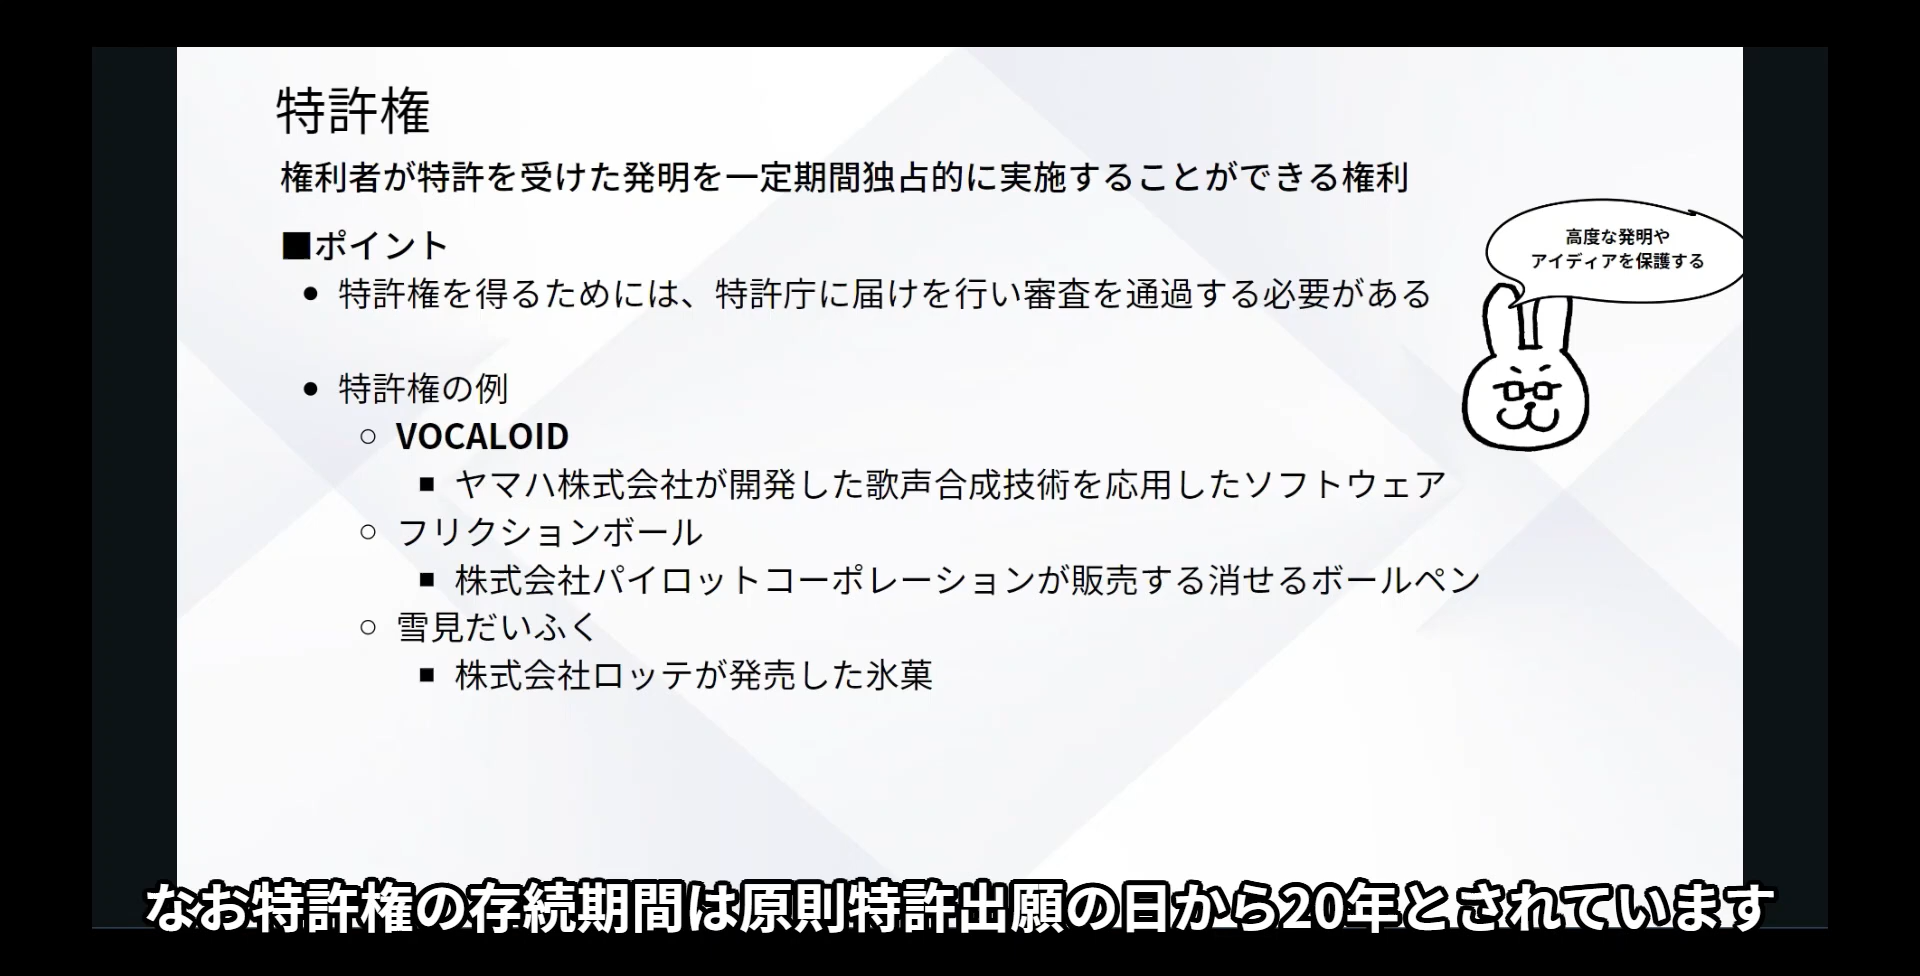 特許権
権利者が特許を受けた発明を一定期間独占的に実施することができる権利
■ポイント
● 特許権を得るためには、特許庁に届けを行い審査を通過する必要がある
高度な発明や
アイディアを保護する
● 特許権の例
○ VOCALOID
■ ヤマハ株式会社が開発した歌声合成技術を応用したソフトウェア
○ フリクションボール
■ 株式会社パイロットコーポレーションが販売する消せるボールペン
○ 雪見だいふく
■ 株式会社ロッテが発売した氷菓
なお特許権の存続期間は原則特許出願の日から20年とされています